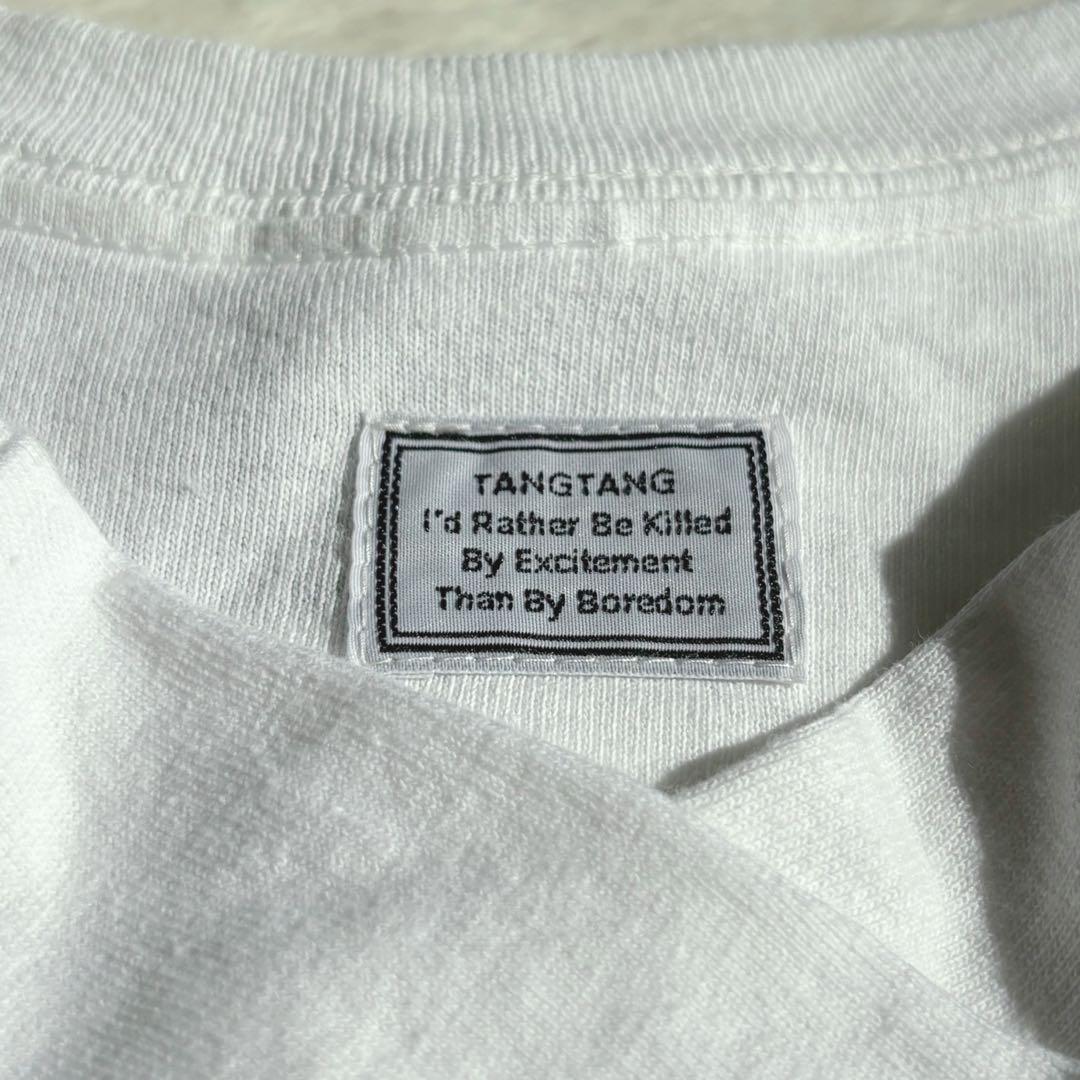 TANGTANG
I'd Rather Be Killed
By Excitement
Than By Boredom